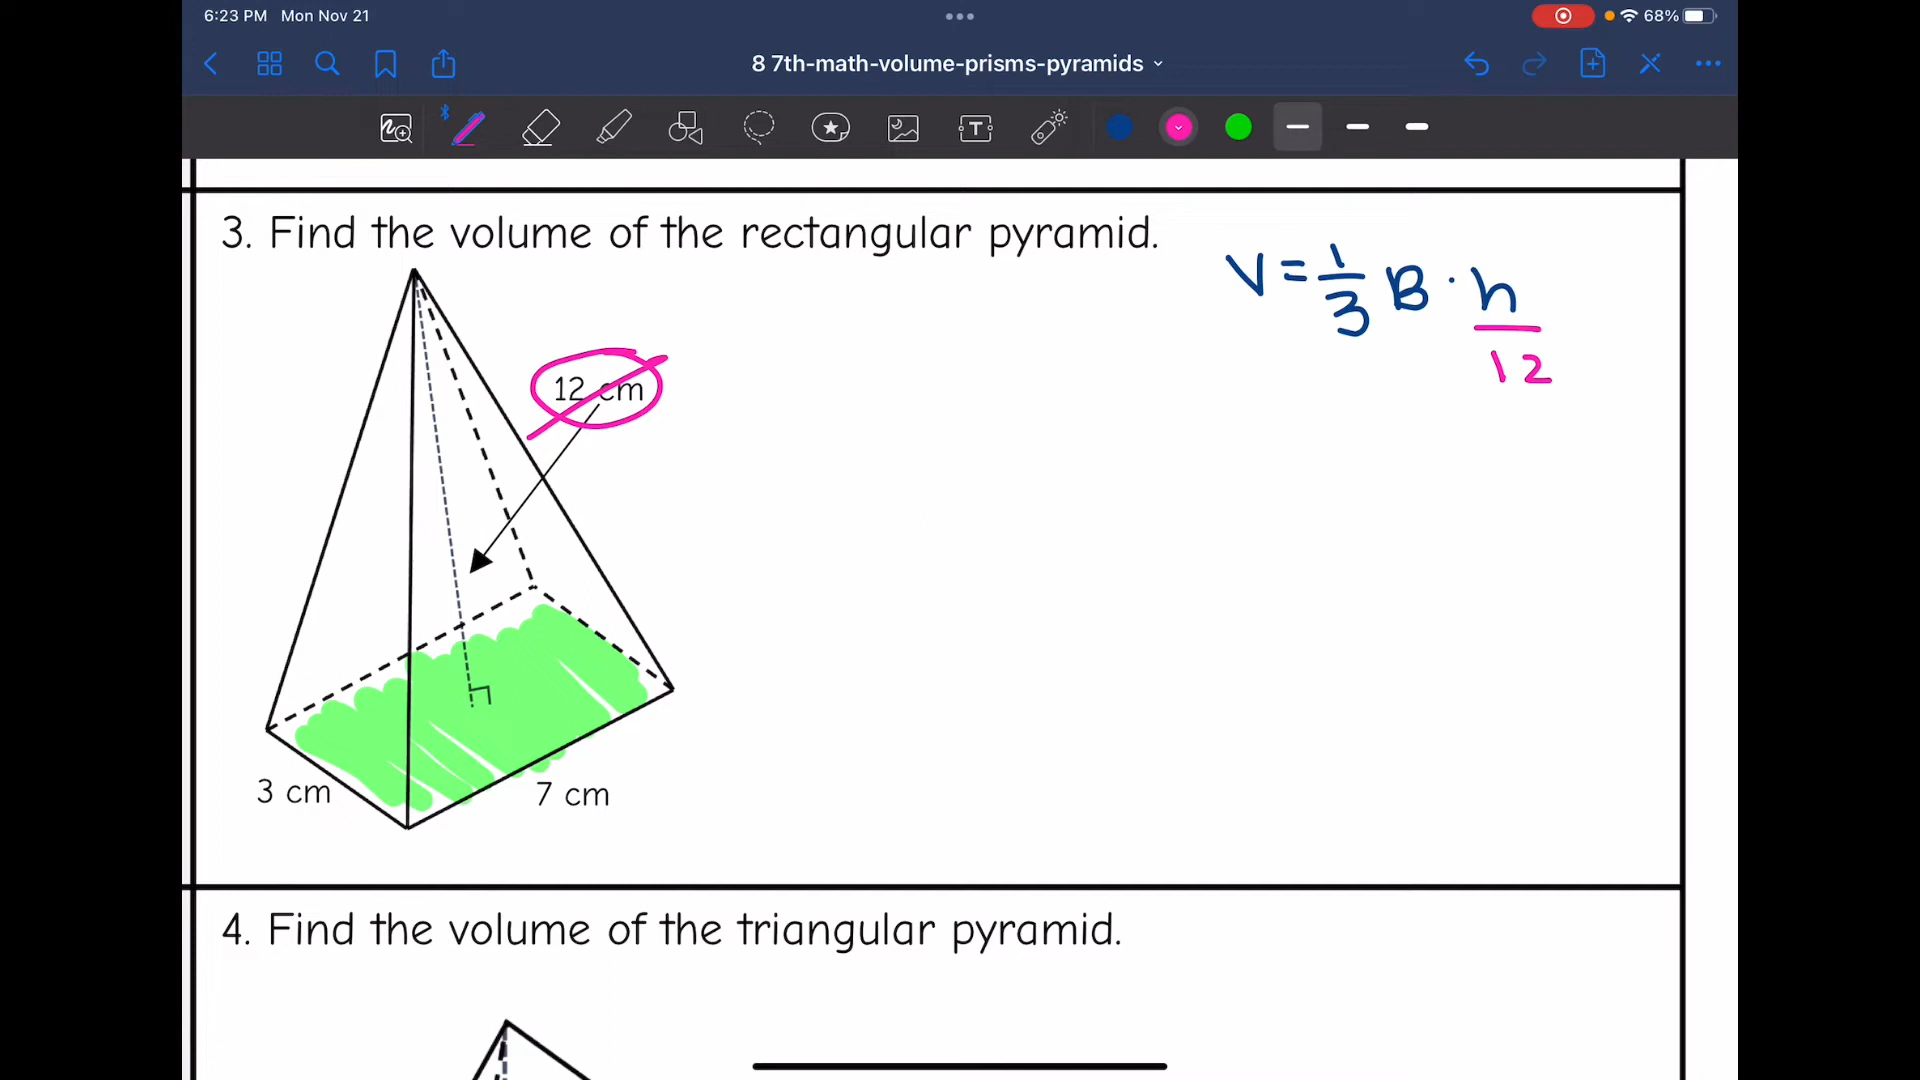 6:23 PM Mon Nov 21
68%
8 7th-math-volume-prisms-pyramids
T
3. Find the volume of the rectangular pyramid.
V = 1/3 B · h
12
12 cm
3 cm
7 cm
4. Find the volume of the triangular pyramid.